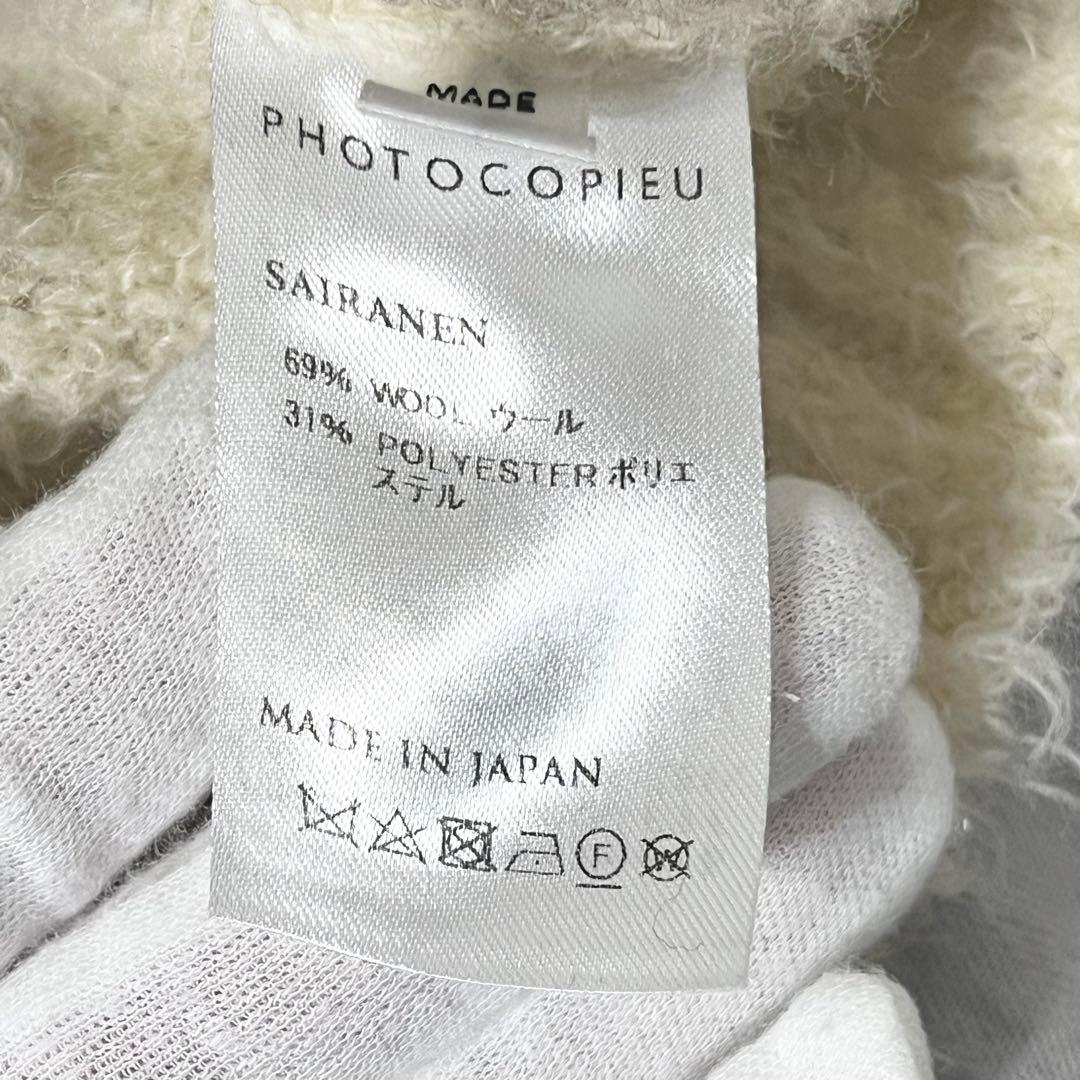 MADE
PHOTOCOPIEU
SAIRANEN
69% WOOL ウール
31% POLYESTER ポリエ
ステル
MADE IN JAPAN
F W